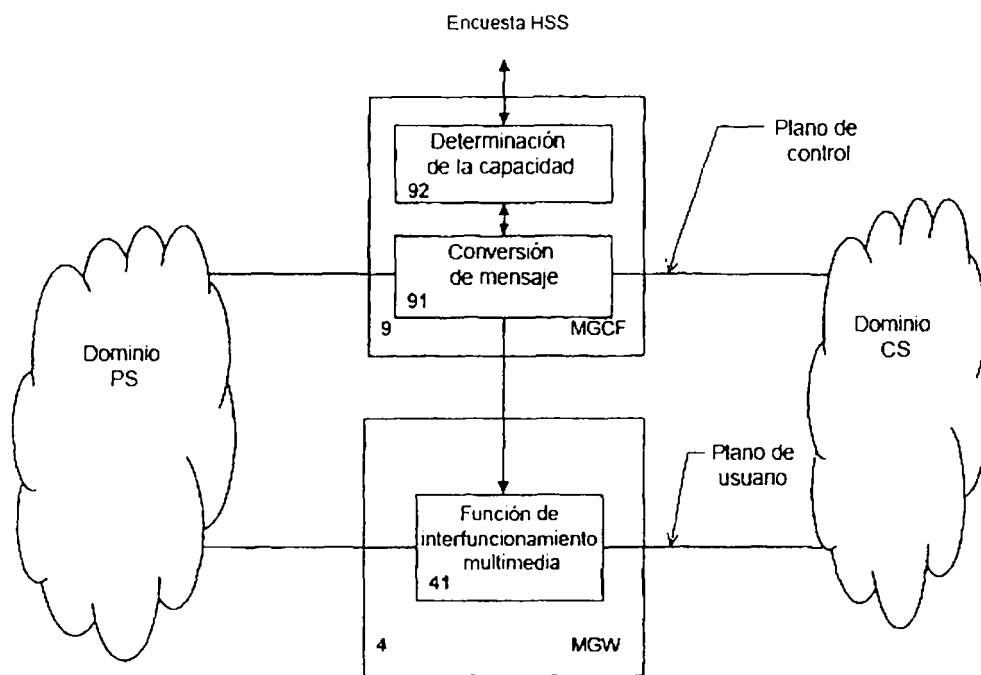 Encuesta HSS
Determinación
de la capacidad
92
Plano de
control
Conversión
de mensaje
91
9
MGCF
Dominio
PS
Dominio
CS
Plano de
usuario
Función de
interfuncionamiento
multimedia
41
4
MGW